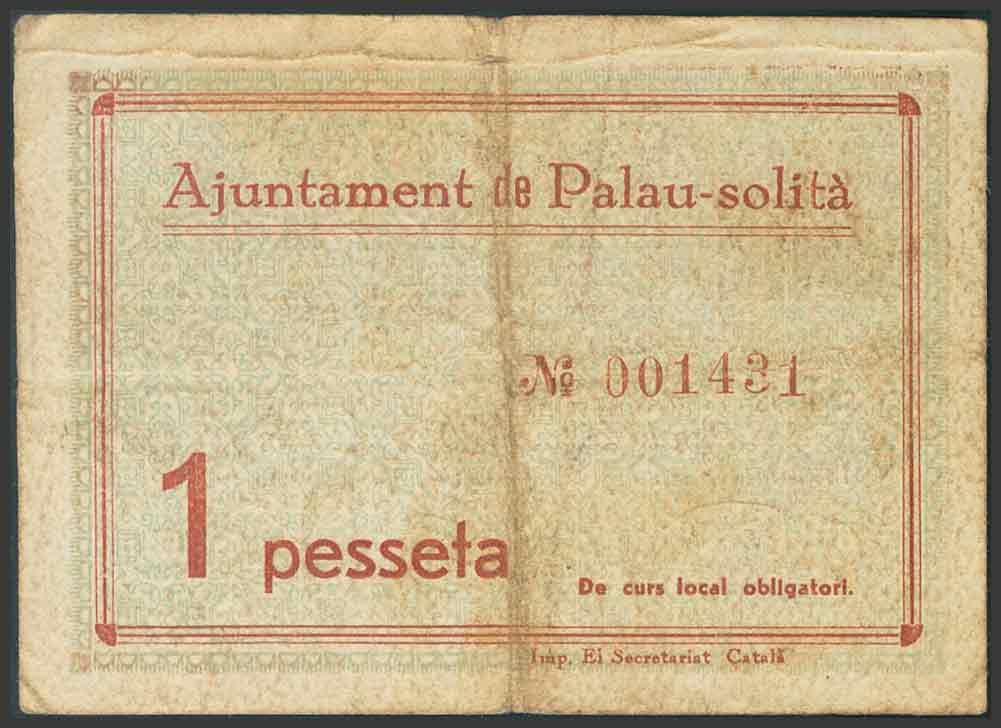 Ajuntament de Palau-solità
Nº 001431
1 pesseta
De curs local obligatori.
Imp. El Secretariat Català